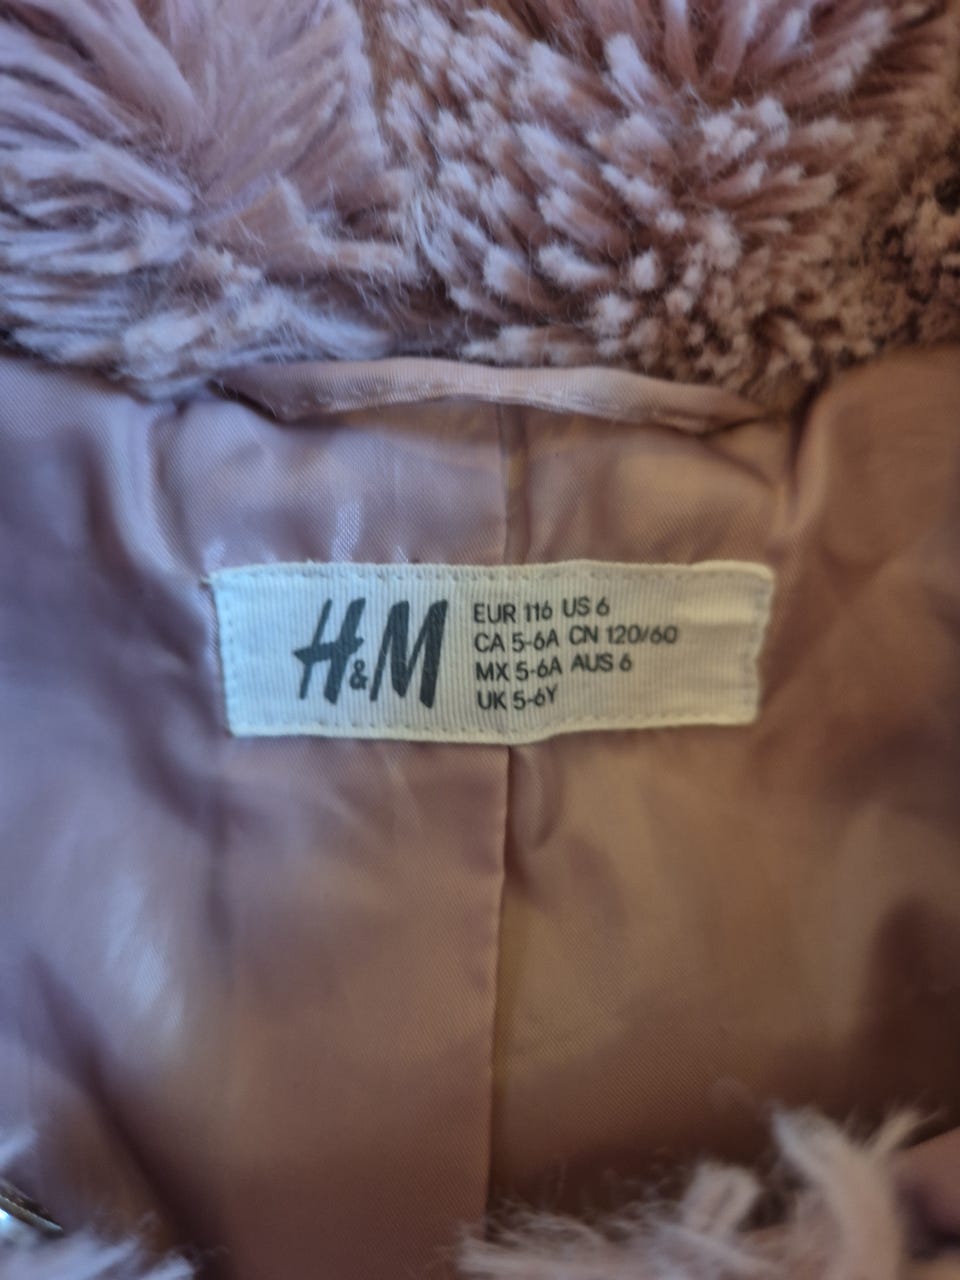 H&M
EUR 116 US 6
CA 5-6A CN 120/60
MX 5-6A AUS 6
UK 5-6Y